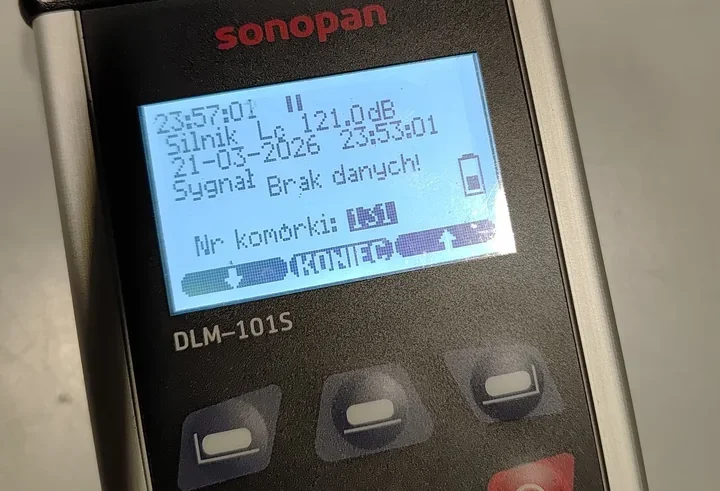 sonopan
23:57:01
Silnik Lc 121.0dB
21-03-2026 23:53:01
Sygnał Brak danych!
Nr komórki: [3]
KONIEC
DLM-101S